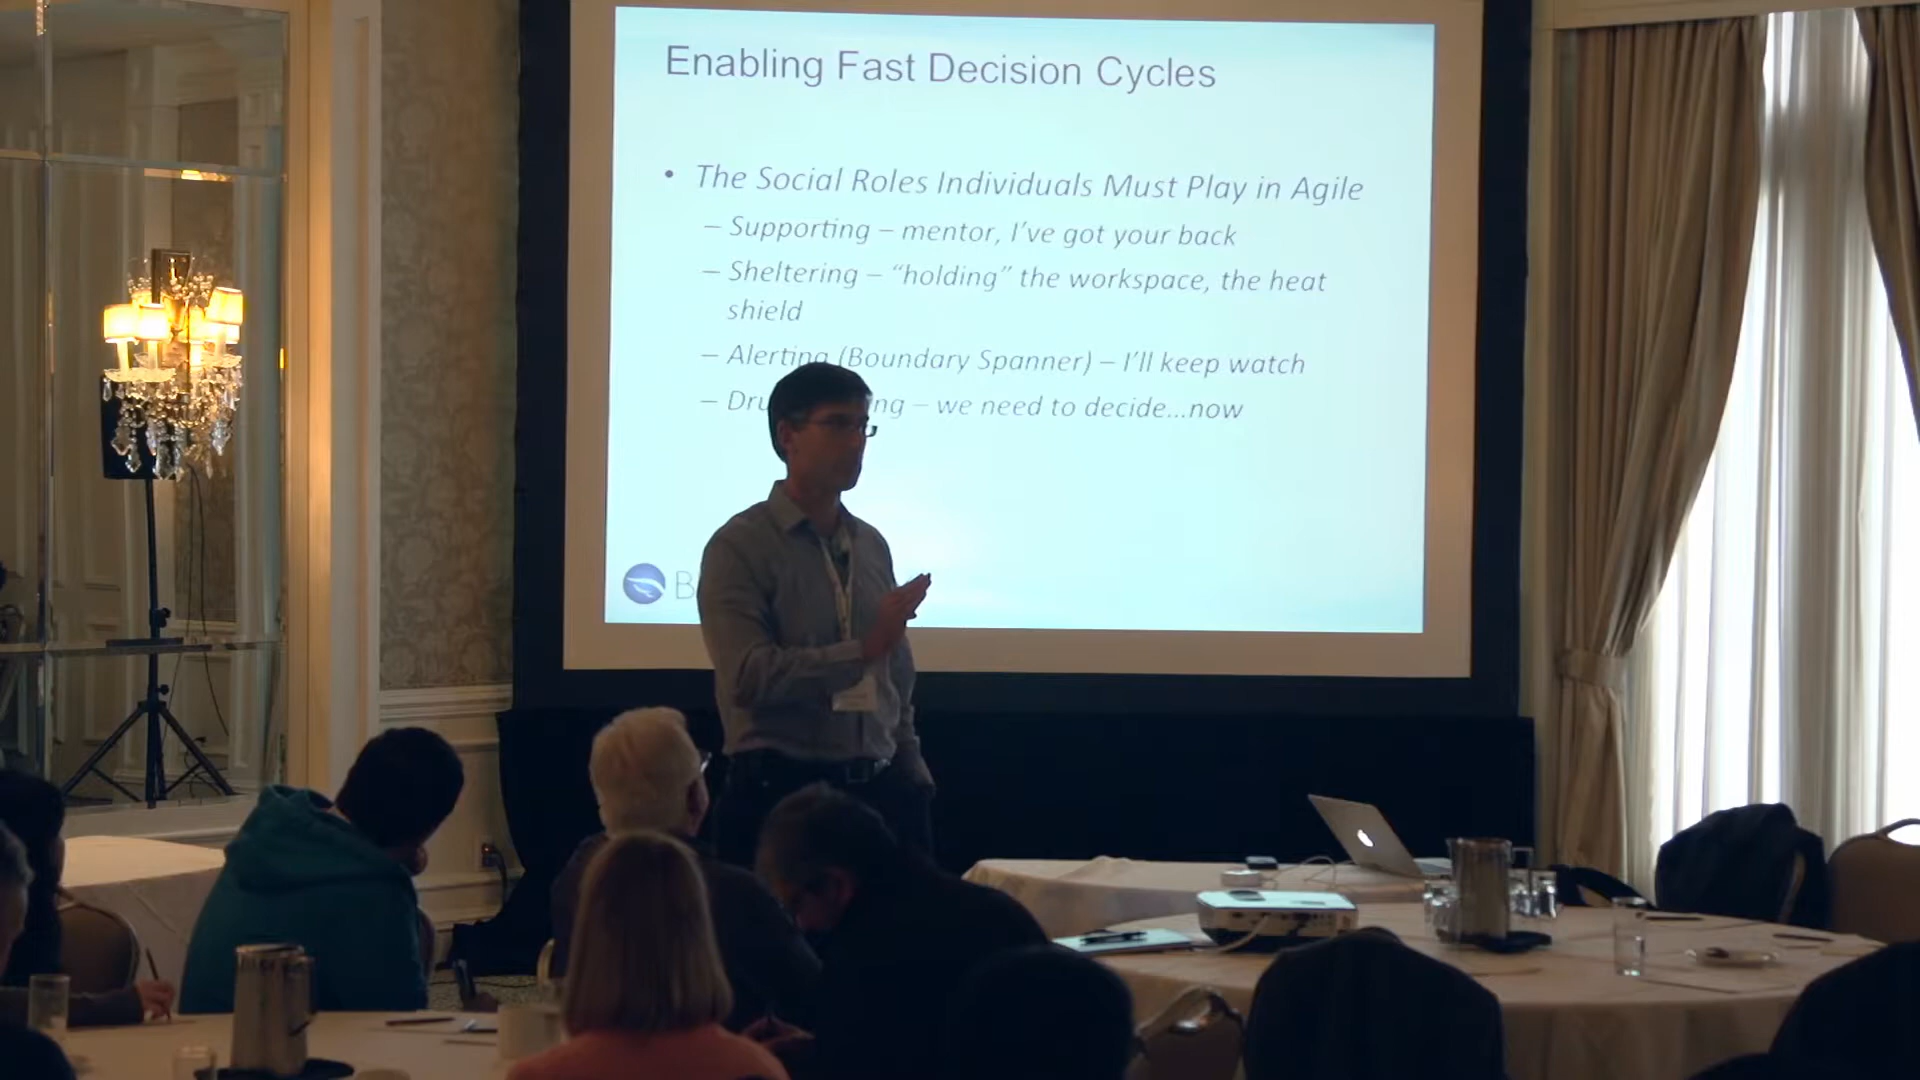 Enabling Fast Decision Cycles
• The Social Roles Individuals Must Play in Agile
– Supporting – mentor, I’ve got your back
– Sheltering – “holding” the workspace, the heat
shield
– Alerting (Boundary Spanner) – I’ll keep watch
– – we need to decide...now